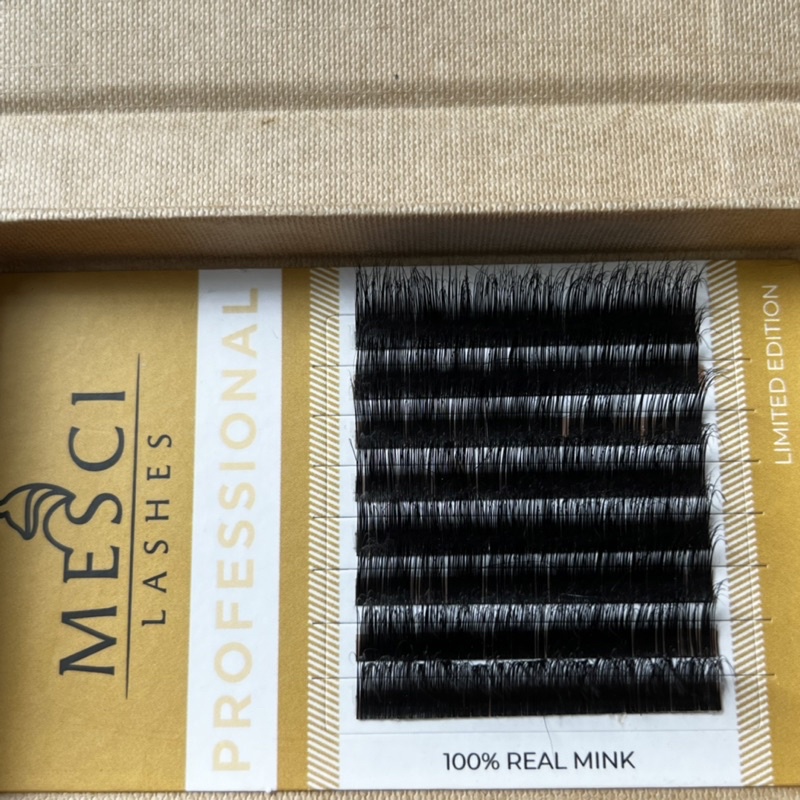 MESCI
LASHES
PROFESSIONAL
LIMITED EDITION
100% REAL MINK